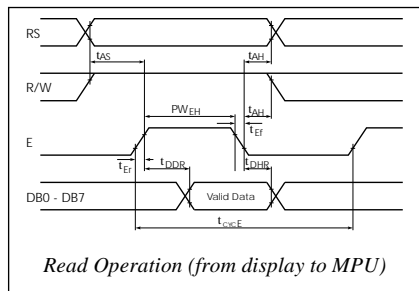 RS
tAS
tAH
R/W
PWEH
tAH
tEf
E
tEr
tDDR
tDHR
DB0 - DB7
Valid Data
tCYCE
Read Operation (from display to MPU)